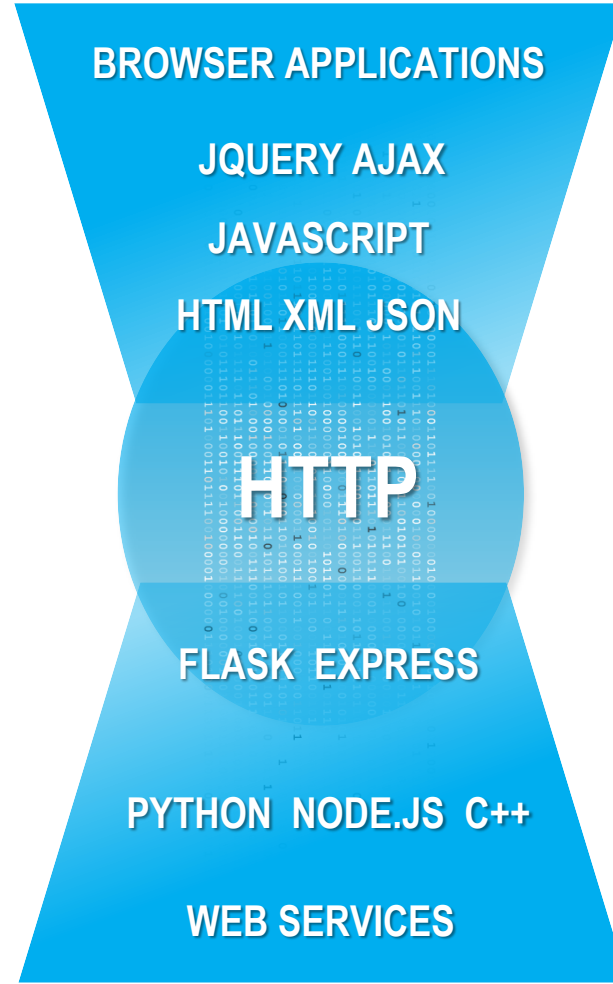 BROWSER APPLICATIONS
JQUERY AJAX
JAVASCRIPT
HTML XML JSON
HTTP
FLASK EXPRESS
PYTHON NODE.JS C++
WEB SERVICES